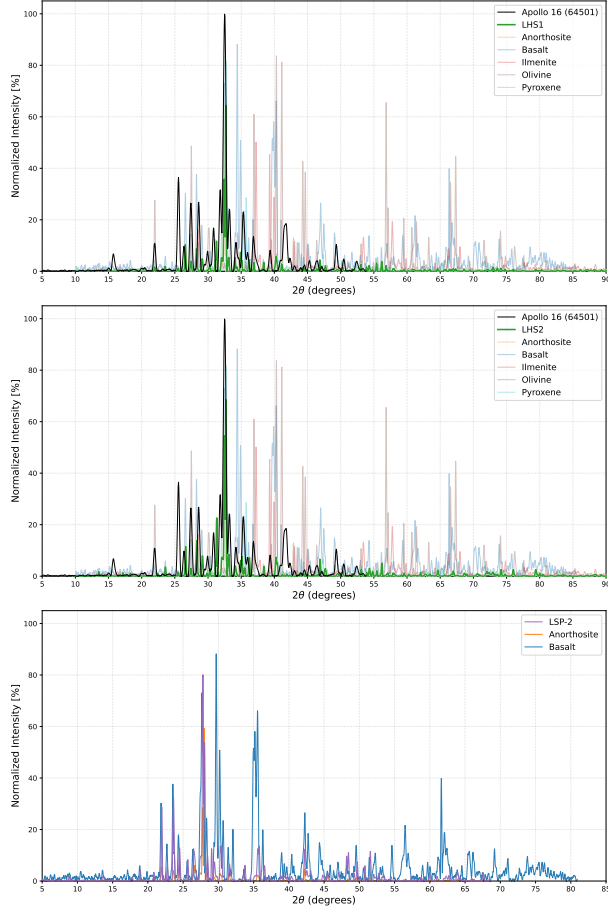 Normalized Intensity [%]
100
80
60
40
20
0
Apollo 16 (64501)
LHS1
Anorthosite
Basalt
Ilmenite
Olivine
Pyroxene
5 10 15 20 25 30 35 40 45 50 55 60 65 70 75 80 85 90
2θ (degrees)
Normalized Intensity [%]
100
80
60
40
20
0
Apollo 16 (64501)
LHS2
Anorthosite
Basalt
Ilmenite
Olivine
Pyroxene
5 10 15 20 25 30 35 40 45 50 55 60 65 70 75 80 85 90
2θ (degrees)
Normalized Intensity [%]
100
80
60
40
20
0
LSP-2
Anorthosite
Basalt
5 10 15 20 25 30 35 40 45 50 55 60 65 70 75 80 85
2θ (degrees)